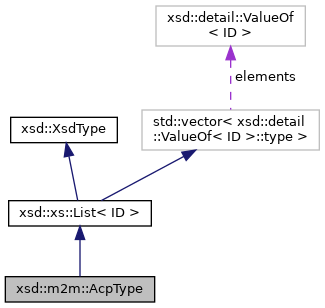 xsd::detail::ValueOf
< ID >
elements
xsd::XsdType
std::vector< xsd::detail
::ValueOf< ID >::type >
xsd::xs::List< ID >
xsd::m2m::AcpType